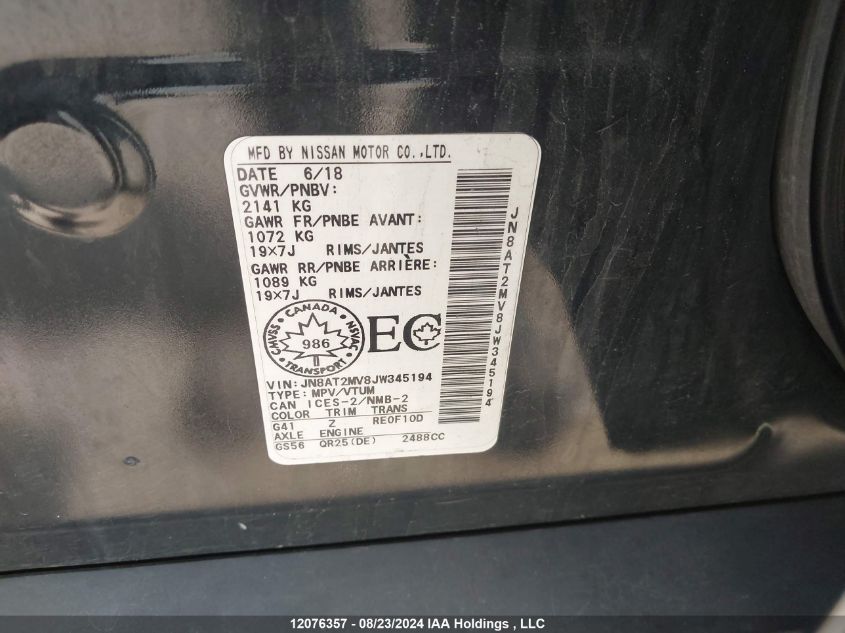 MFD BY NISSAN MOTOR CO.,LTD.
DATE 6/18
GVWR/PNBV:
2141 KG
GAWR FR/PNBE AVANT:
1072 KG
19×7J RIMS/JANTES
GAWR RR/PNBE ARRIÈRE:
1089 KG
19×7J RIMS/JANTES
CANADA
CMVSS NSVAC
986
TRANSPORT
EC
VIN: JN8AT2MV8JW345194
TYPE: MPV/VTUM
CAN ICES-2/NMB-2
COLOR TRIM TRANS
G41 Z RE0F10D
AXLE ENGINE
GS56 QR25(DE) 2488CC
JN8AT2MV8JW345194
12076357 - 08/23/2024 IAA Holdings , LLC